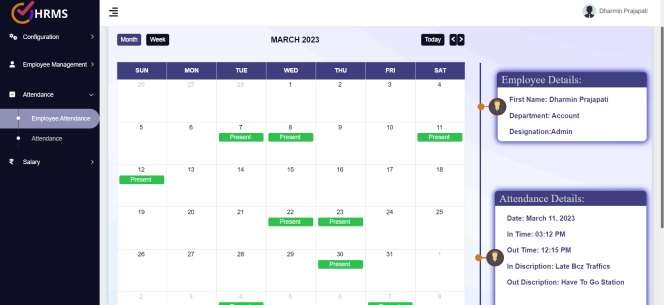 HRMS
Dharmin Prajapati
Configuration
Employee Management
Attendance
Employee Attendance
Attendance
Salary
Month Week MARCH 2023 Today
SUN MON TUE WED THU FRI SAT
26 27 28 1 2 3 4
5 6 7 8 9 10 11
Present Present Present
12 13 14 15 16 17 18
Present
19 20 21 22 23 24 25
Present Present
26 27 28 29 30 31 1
Present
2 3 4 5 6 7 8
Employee Details:
First Name: Dharmin Prajapati
Department: Account
Designation:Admin
Attendance Details:
Date: March 11, 2023
In Time: 03:12 PM
Out Time: 12:15 PM
In Discription: Late Bcz Traffics
Out Discription: Have To Go Station